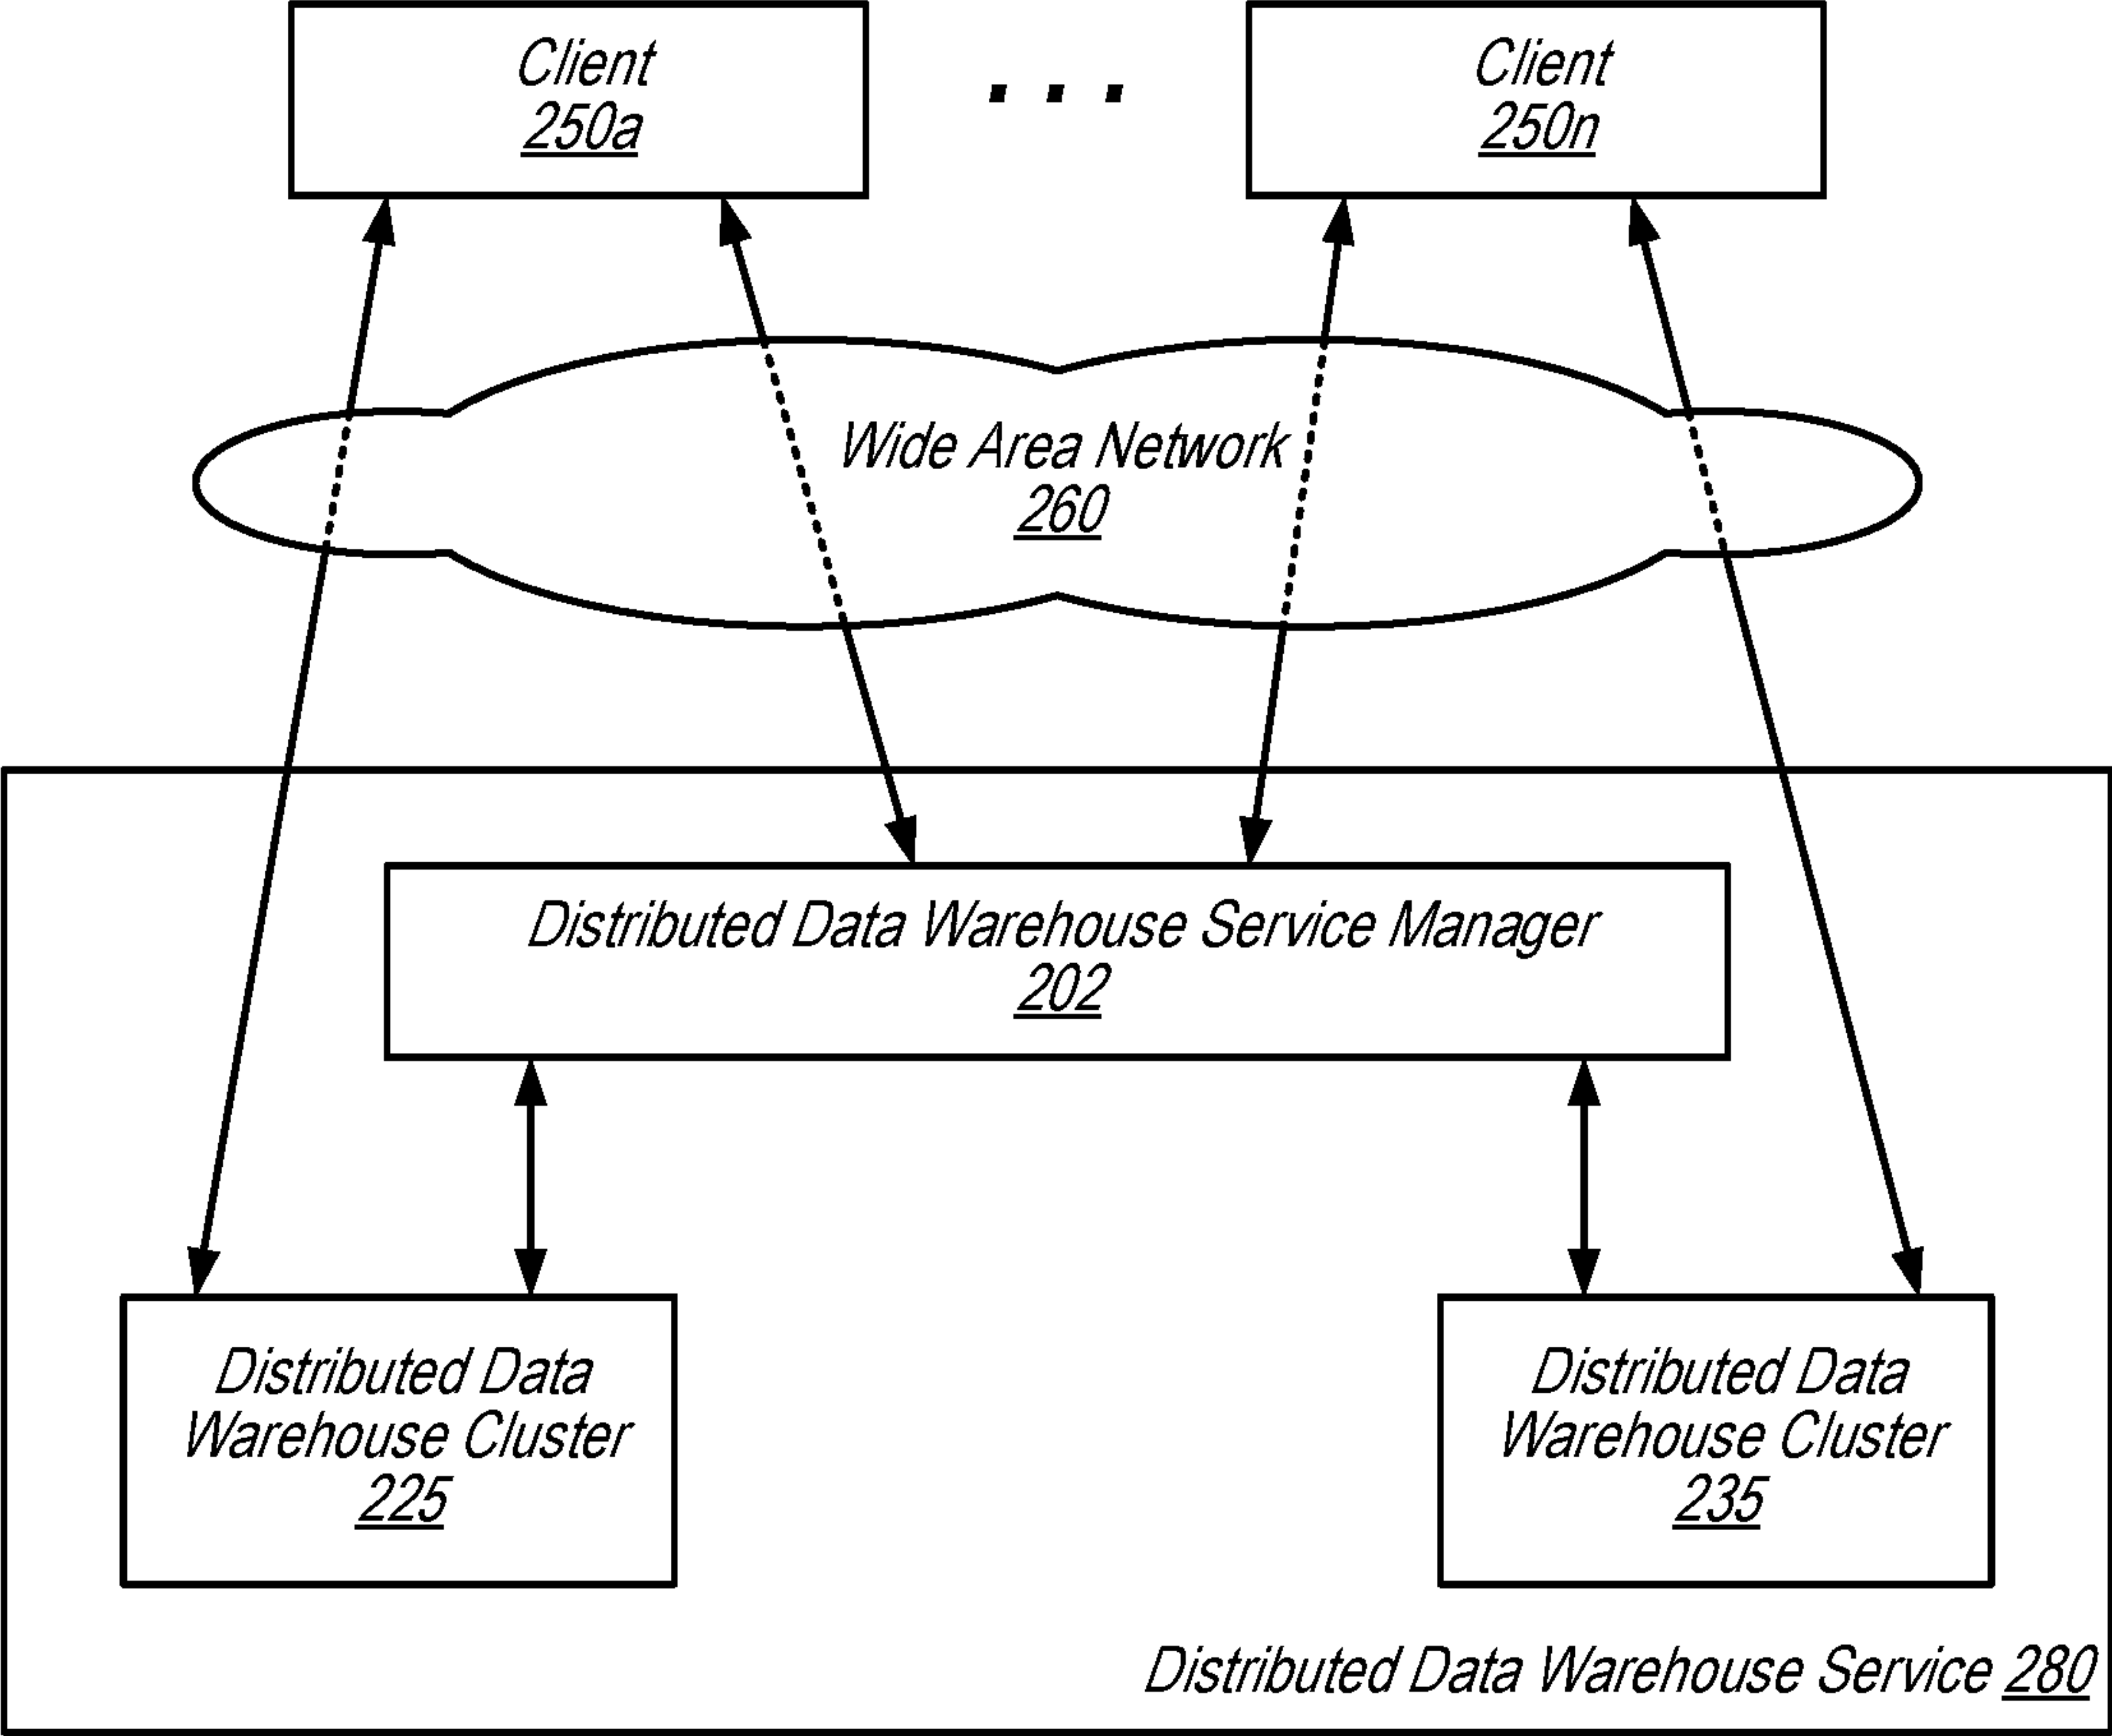 Client
250a
Client
250n
Wide Area Network
260
Distributed Data Warehouse Service Manager
202
Distributed Data
Warehouse Cluster
225
Distributed Data
Warehouse Cluster
235
Distributed Data Warehouse Service 280